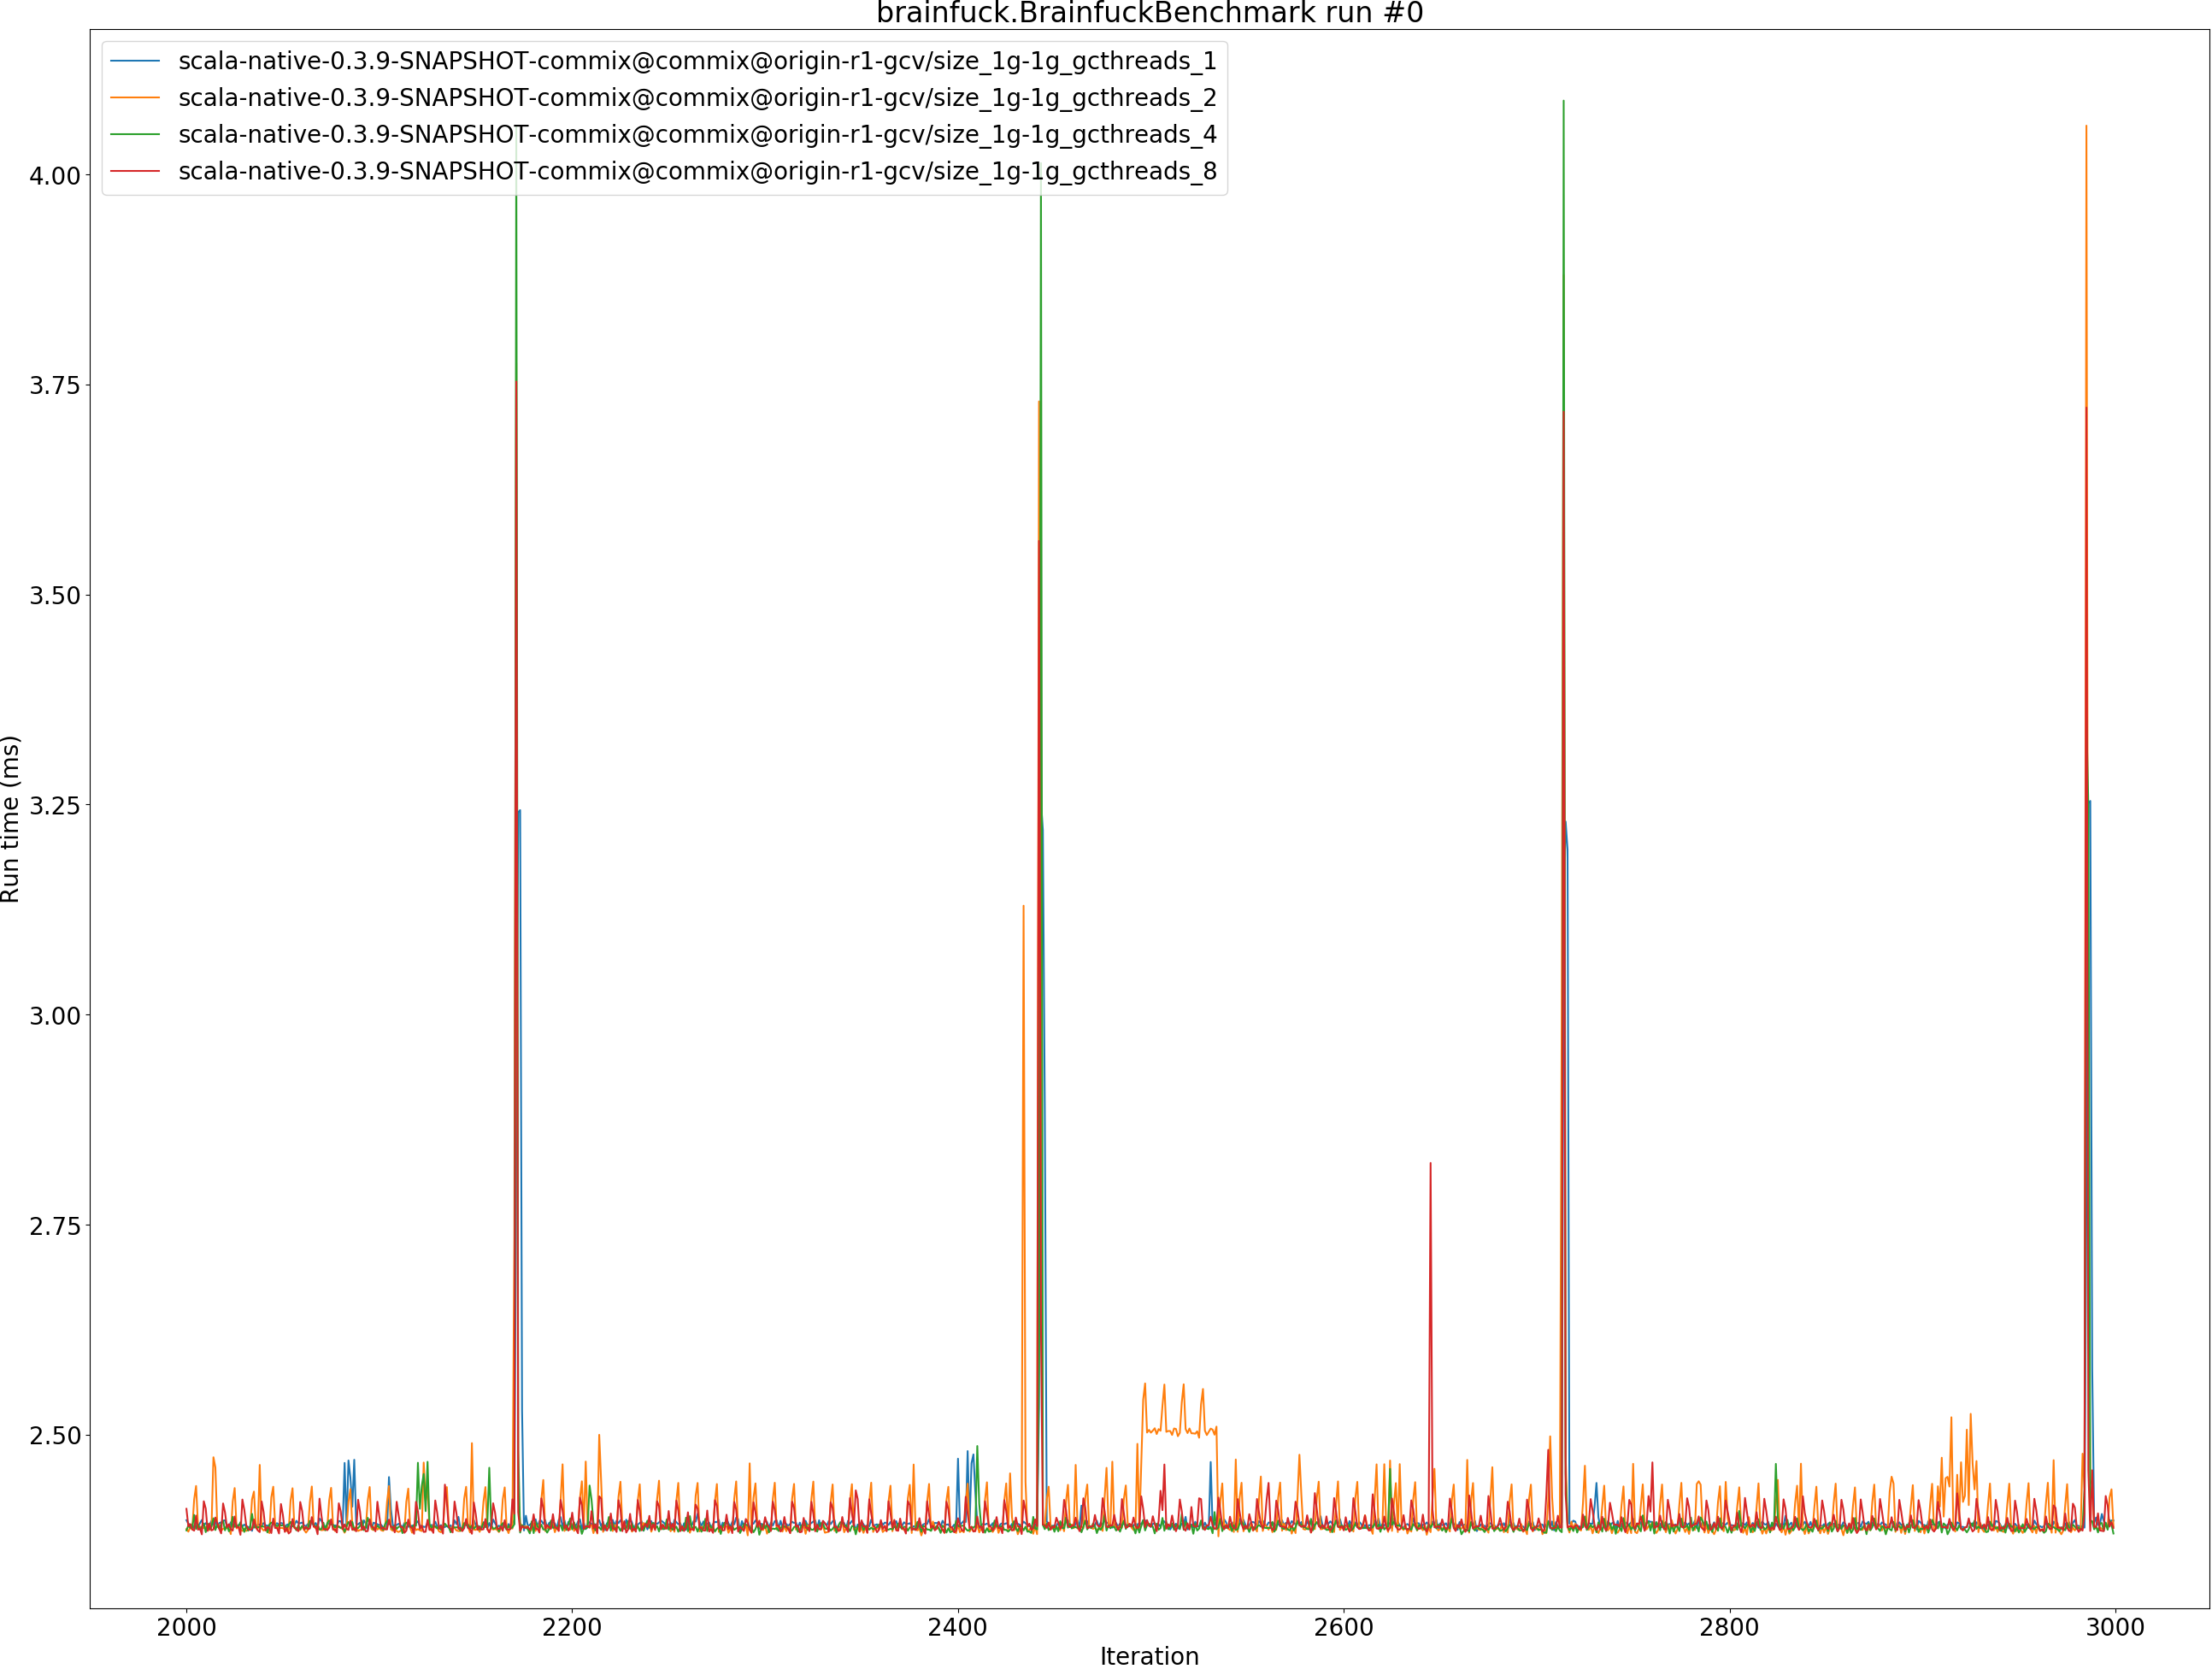 brainfuck.BrainfuckBenchmark run #0
scala-native-0.3.9-SNAPSHOT-commix@commix@origin-r1-gcv/size_1g-1g_gcthreads_1
scala-native-0.3.9-SNAPSHOT-commix@commix@origin-r1-gcv/size_1g-1g_gcthreads_2
scala-native-0.3.9-SNAPSHOT-commix@commix@origin-r1-gcv/size_1g-1g_gcthreads_4
scala-native-0.3.9-SNAPSHOT-commix@commix@origin-r1-gcv/size_1g-1g_gcthreads_8
4.00
3.75
3.50
3.25
3.00
2.75
2.50
Run time (ms)
2000 2200 2400 2600 2800 3000
Iteration